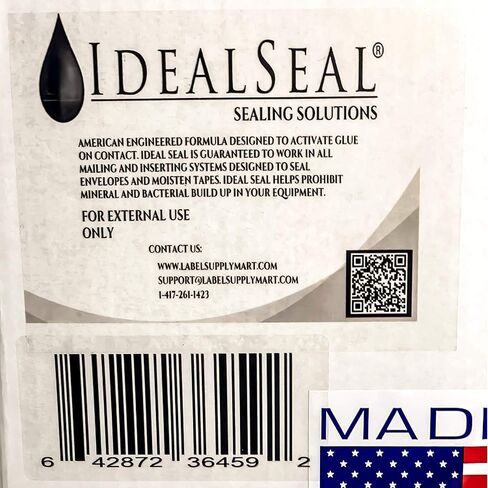 IDEALSEAL®
SEALING SOLUTIONS
AMERICAN ENGINEERED FORMULA DESIGNED TO ACTIVATE GLUE
ON CONTACT. IDEAL SEAL IS GUARANTEED TO WORK IN ALL
MAILING AND INSERTING SYSTEMS DESIGNED TO SEAL
ENVELOPES AND MOISTEN TAPES. IDEAL SEAL HELPS PROHIBIT
MINERAL AND BACTERIAL BUILD UP IN YOUR EQUIPMENT.
FOR EXTERNAL USE
ONLY
CONTACT US:
WWW.LABELSUPPLYMART.COM
SUPPORT@LABELSUPPLYMART.COM
1-417-261-1423
6 42872 36459 2
MADI